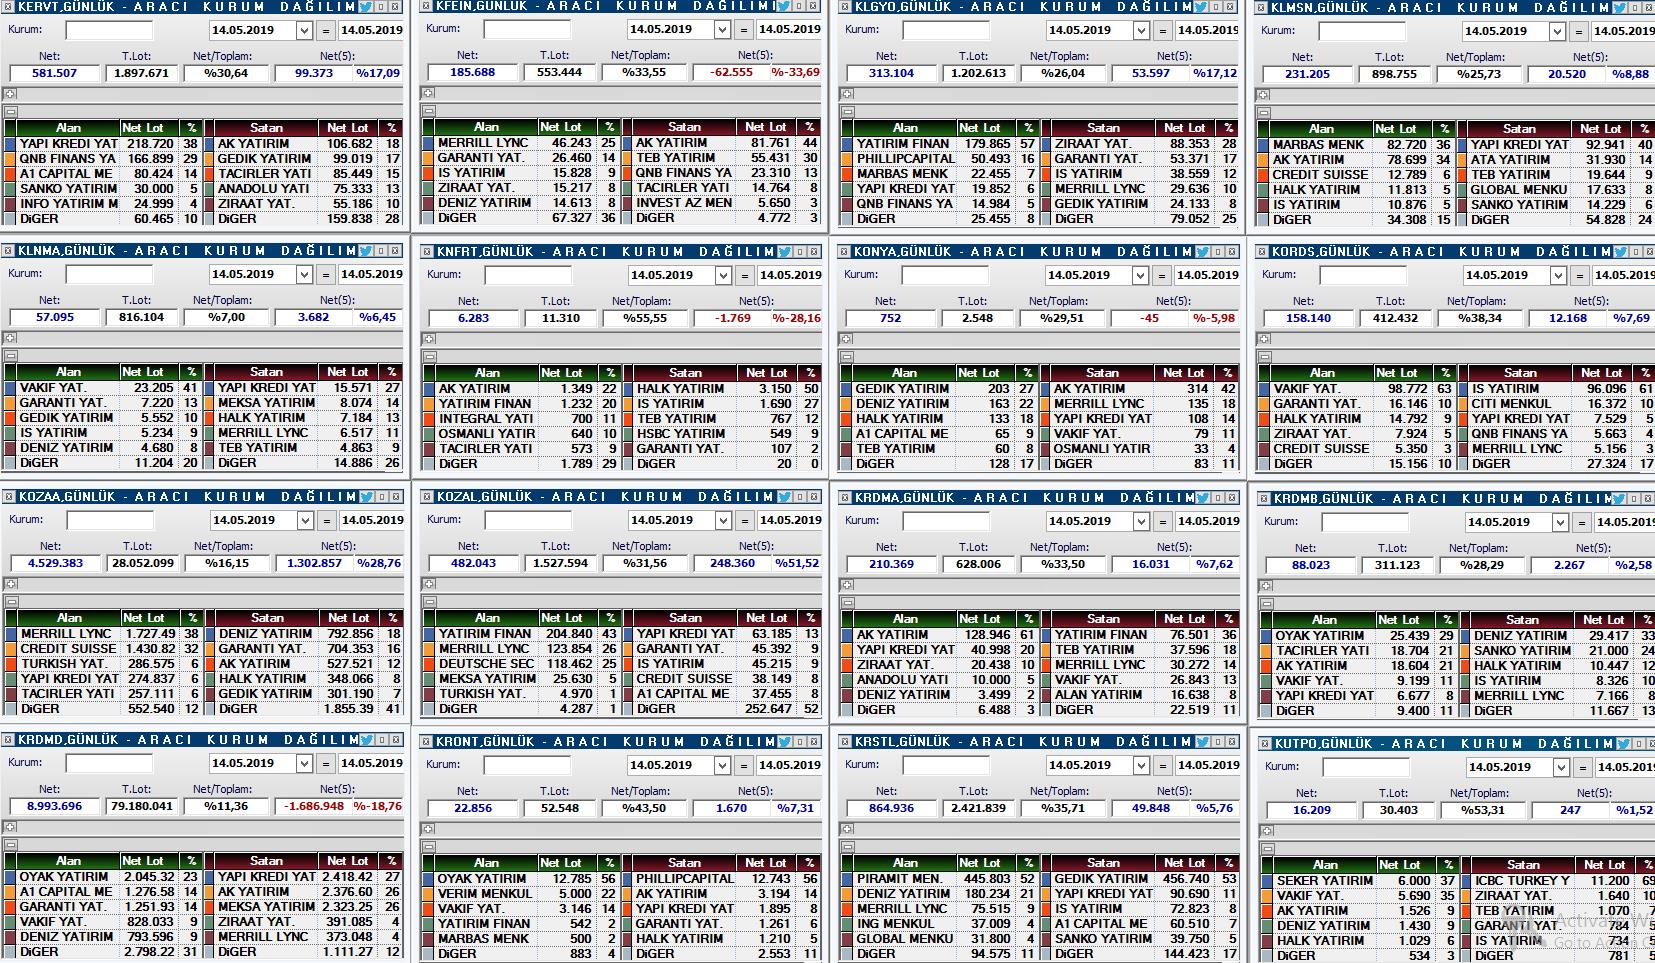 KERVT,GÜNLÜK - ARACI KURUM DAĞILIM
Kurum: 14.05.2019 = 14.05.2019
Net: T.Lot: Net/Toplam: Net(5):
581.507 1.897.671 %30,64 99.373 %17,09
Alan Net Lot % Satan Net Lot %
YAPI KREDI YAT 218.720 38 AK YATIRIM 106.682 18
QNB FINANS YA 166.899 29 GEDIK YATIRIM 99.019 17
A1 CAPITAL ME 80.424 14 TACIRLER YATI 85.449 15
SANKO YATIRIM 30.000 5 ANADOLU YATI 75.333 13
INFO YATIRIM M 24.999 4 ZIRAAT YAT. 55.186 10
DiGER 60.465 10 DiGER 159.838 28
KFEIN,GÜNLÜK - ARACI KURUM DAĞILIM
Kurum: 14.05.2019 = 14.05.2019
Net: T.Lot: Net/Toplam: Net(5):
185.688 553.444 %33,55 -62.555 %-33,69
Alan Net Lot % Satan Net Lot %
MERRILL LYNC 46.243 25 AK YATIRIM 81.761 44
GARANTI YAT. 26.460 14 TEB YATIRIM 55.431 30
IS YATIRIM 15.828 9 QNB FINANS YA 23.310 13
ZIRAAT YAT. 15.217 8 TACIRLER YATI 14.764 8
DENIZ YATIRIM 14.613 8 INVEST AZ MEN 5.650 3
DiGER 67.327 36 DiGER 4.772 3
KLGYO,GÜNLÜK - ARACI KURUM DAĞILIM
Kurum: 14.05.2019 = 14.05.2019
Net: T.Lot: Net/Toplam: Net(5):
313.104 1.202.613 %26,04 53.597 %17,12
Alan Net Lot % Satan Net Lot %
YATIRIM FINAN 179.865 57 ZIRAAT YAT. 88.353 28
PHILLIPCAPITAL 50.493 16 GARANTI YAT. 53.371 17
MARBAS MENK 22.455 7 IS YATIRIM 38.559 12
YAPI KREDI YAT 19.852 6 MERRILL LYNC 29.636 10
QNB FINANS YA 14.984 5 GEDIK YATIRIM 24.133 8
DiGER 25.455 8 DiGER 79.052 25
KLMSN,GÜNLÜK - ARACI KURUM DAĞILIM
Kurum: 14.05.2019 = 14.05.2019
Net: T.Lot: Net/Toplam: Net(5):
231.205 898.755 %25,73 20.520 %8,88
Alan Net Lot % Satan Net Lot %
MARBAS MENK 82.720 36 YAPI KREDI YAT 92.941 40
AK YATIRIM 78.699 34 ATA YATIRIM 31.930 14
CREDIT SUISSE 12.789 6 TEB YATIRIM 19.644 9
HALK YATIRIM 11.813 5 GLOBAL MENKU 17.633 8
IS YATIRIM 10.876 5 SANKO YATIRIM 14.229 6
DiGER 34.308 15 DiGER 54.828 24
KLNMA,GÜNLÜK - ARACI KURUM DAĞILIM
Kurum: 14.05.2019 = 14.05.2019
Net: T.Lot: Net/Toplam: Net(5):
57.095 816.104 %7,00 3.682 %6,45
Alan Net Lot % Satan Net Lot %
VAKIF YAT. 23.205 41 YAPI KREDI YAT 15.571 27
GARANTI YAT. 7.220 13 MEKSA YATIRIM 8.074 14
GEDIK YATIRIM 5.552 10 HALK YATIRIM 7.184 13
IS YATIRIM 5.234 9 MERRILL LYNC 6.517 11
DENIZ YATIRIM 4.680 8 TEB YATIRIM 4.863 9
DiGER 11.204 20 DiGER 14.886 26
KNFRT,GÜNLÜK - ARACI KURUM DAĞILIM
Kurum: 14.05.2019 = 14.05.2019
Net: T.Lot: Net/Toplam: Net(5):
6.283 11.310 %55,55 -1.769 %-28,16
Alan Net Lot % Satan Net Lot %
AK YATIRIM 1.349 22 HALK YATIRIM 3.150 50
YATIRIM FINAN 1.232 20 IS YATIRIM 1.690 27
INTEGRAL YATI 700 11 TEB YATIRIM 767 12
OSMANLI YATIR 640 10 HSBC YATIRIM 549 9
TACIRLER YATI 573 9 GARANTI YAT. 107 2
DiGER 1.789 29 DiGER 20 0
KONYA,GÜNLÜK - ARACI KURUM DAĞILIM
Kurum: 14.05.2019 = 14.05.2019
Net: T.Lot: Net/Toplam: Net(5):
752 2.548 %29,51 -45 %-5,98
Alan Net Lot % Satan Net Lot %
GEDIK YATIRIM 203 27 AK YATIRIM 314 42
DENIZ YATIRIM 163 22 MERRILL LYNC 135 18
HALK YATIRIM 133 18 YAPI KREDI YAT 108 14
A1 CAPITAL ME 65 9 VAKIF YAT. 79 11
TEB YATIRIM 60 8 OSMANLI YATIR 33 4
DiGER 128 17 DiGER 83 11
KORDS,GÜNLÜK - ARACI KURUM DAĞILIM
Kurum: 14.05.2019 = 14.05.2019
Net: T.Lot: Net/Toplam: Net(5):
158.140 412.432 %38,34 12.168 %7,69
Alan Net Lot % Satan Net Lot %
VAKIF YAT. 98.772 63 IS YATIRIM 96.096 61
GARANTI YAT. 16.146 10 CITI MENKUL 16.372 10
HALK YATIRIM 14.792 9 YAPI KREDI YAT 7.529 5
ZIRAAT YAT. 7.924 5 QNB FINANS YA 5.663 4
CREDIT SUISSE 5.350 3 MERRILL LYNC 5.156 3
DiGER 15.156 10 DiGER 27.324 17
KOZAA,GÜNLÜK - ARACI KURUM DAĞILIM
Kurum: 14.05.2019 = 14.05.2019
Net: T.Lot: Net/Toplam: Net(5):
4.529.383 28.052.099 %16,15 1.302.857 %28,76
Alan Net Lot % Satan Net Lot %
MERRILL LYNC 1.727.49 38 DENIZ YATIRIM 792.856 18
CREDIT SUISSE 1.430.82 32 GARANTI YAT. 704.353 16
TURKISH YAT. 286.575 6 AK YATIRIM 527.521 12
YAPI KREDI YAT 274.837 6 HALK YATIRIM 348.066 8
TACIRLER YATI 257.111 6 GEDIK YATIRIM 301.190 7
DiGER 552.540 12 DiGER 1.855.39 41
KOZAL,GÜNLÜK - ARACI KURUM DAĞILIM
Kurum: 14.05.2019 = 14.05.2019
Net: T.Lot: Net/Toplam: Net(5):
482.043 1.527.594 %31,56 248.360 %51,52
Alan Net Lot % Satan Net Lot %
YATIRIM FINAN 204.840 43 YAPI KREDI YAT 63.185 13
MERRILL LYNC 123.854 26 GARANTI YAT. 45.392 9
DEUTSCHE SEC 118.462 25 IS YATIRIM 45.215 9
MEKSA YATIRIM 25.630 5 CREDIT SUISSE 38.149 8
TURKISH YAT. 4.970 1 A1 CAPITAL ME 37.455 8
DiGER 4.287 1 DiGER 252.647 52
KRDMA,GÜNLÜK - ARACI KURUM DAĞILIM
Kurum: 14.05.2019 = 14.05.2019
Net: T.Lot: Net/Toplam: Net(5):
210.369 628.006 %33,50 16.031 %7,62
Alan Net Lot % Satan Net Lot %
AK YATIRIM 128.946 61 YATIRIM FINAN 76.501 36
YAPI KREDI YAT 40.998 20 TEB YATIRIM 37.596 18
ZIRAAT YAT. 20.438 10 MERRILL LYNC 30.272 14
ANADOLU YATI 10.000 5 VAKIF YAT. 26.843 13
DENIZ YATIRIM 3.499 2 ALAN YATIRIM 16.638 8
DiGER 6.488 3 DiGER 22.519 11
KRDMB,GÜNLÜK - ARACI KURUM DAĞILIM
Kurum: 14.05.2019 = 14.05.201
Net: T.Lot: Net/Toplam: Net(5):
88.023 311.123 %28,29 2.267 %2,58
Alan Net Lot % Satan Net Lot %
OYAK YATIRIM 25.439 29 DENIZ YATIRIM 29.417 33
TACIRLER YATI 18.704 21 SANKO YATIRIM 21.000 24
AK YATIRIM 18.604 21 HALK YATIRIM 10.447 12
VAKIF YAT. 9.199 11 IS YATIRIM 8.326 10
YAPI KREDI YAT 6.677 8 MERRILL LYNC 7.166 8
DiGER 9.400 11 DiGER 11.667 13
KRDMD,GÜNLÜK - ARACI KURUM DAĞILIM
Kurum: 14.05.2019 = 14.05.2019
Net: T.Lot: Net/Toplam: Net(5):
8.993.696 79.180.041 %11,36 -1.686.948 %-18,76
Alan Net Lot % Satan Net Lot %
OYAK YATIRIM 2.045.32 23 YAPI KREDI YAT 2.418.42 27
A1 CAPITAL ME 1.276.58 14 AK YATIRIM 2.376.60 26
GARANTI YAT. 1.251.93 14 MEKSA YATIRIM 2.323.25 26
VAKIF YAT. 828.033 9 ZIRAAT YAT. 391.085 4
DENIZ YATIRIM 793.596 9 MERRILL LYNC 373.048 4
DiGER 2.798.22 31 DiGER 1.111.27 12
KRONT,GÜNLÜK - ARACI KURUM DAĞILIM
Kurum: 14.05.2019 = 14.05.2019
Net: T.Lot: Net/Toplam: Net(5):
22.856 52.548 %43,50 1.670 %7,31
Alan Net Lot % Satan Net Lot %
OYAK YATIRIM 12.785 56 PHILLIPCAPITAL 12.743 56
VERIM MENKUL 5.000 22 AK YATIRIM 3.194 14
VAKIF YAT. 3.146 14 YAPI KREDI YAT 1.895 8
YATIRIM FINAN 542 2 GARANTI YAT. 1.261 6
MARBAS MENK 500 2 HALK YATIRIM 1.210 5
DiGER 883 4 DiGER 2.553 11
KRSTL,GÜNLÜK - ARACI KURUM DAĞILIM
Kurum: 14.05.2019 = 14.05.2019
Net: T.Lot: Net/Toplam: Net(5):
864.936 2.421.839 %35,71 49.848 %5,76
Alan Net Lot % Satan Net Lot %
PIRAMIT MEN. 445.803 52 GEDIK YATIRIM 456.740 53
DENIZ YATIRIM 180.234 21 YAPI KREDI YAT 90.690 11
MERRILL LYNC 75.515 9 IS YATIRIM 72.823 8
ING MENKUL 37.009 4 A1 CAPITAL ME 60.510 7
GLOBAL MENKU 31.800 4 SANKO YATIRIM 39.750 5
DiGER 94.575 11 DiGER 144.423 17
KUTPO,GÜNLÜK - ARACI KURUM DAĞILIM
Kurum: 14.05.2019 = 14.05.201
Net: T.Lot: Net/Toplam: Net(5):
16.209 30.403 %53,31 247 %1,52
Alan Net Lot % Satan Net Lot %
SEKER YATIRIM 6.000 37 ICBC TURKEY Y 11.200 69
VAKIF YAT. 5.690 35 ZIRAAT YAT. 1.640 10
AK YATIRIM 1.526 9 TEB YATIRIM 1.070
DENIZ YATIRIM 1.430 9 GARANTI YAT. 784 5
HALK YATIRIM 1.029 6 IS YATIRIM 734 5
DiGER 534 3 DiGER 781 5
Activate W
Go to